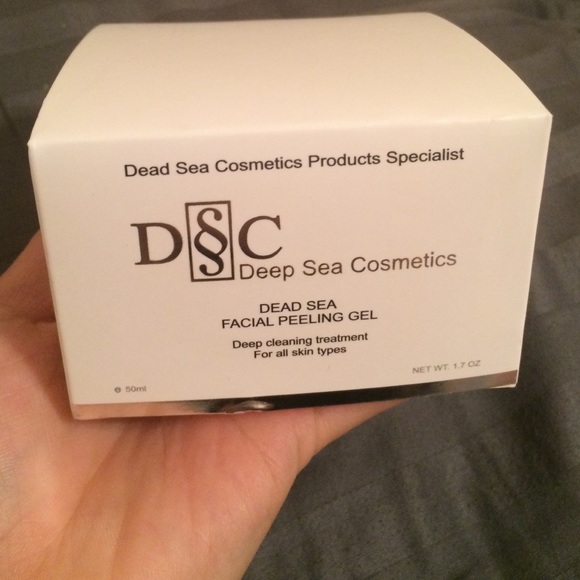 Dead Sea Cosmetics Products Specialist
D§C
Deep Sea Cosmetics
DEAD SEA
FACIAL PEELING GEL
Deep cleaning treatment
For all skin types
NET WT. 1.7 OZ
℮ 50ml